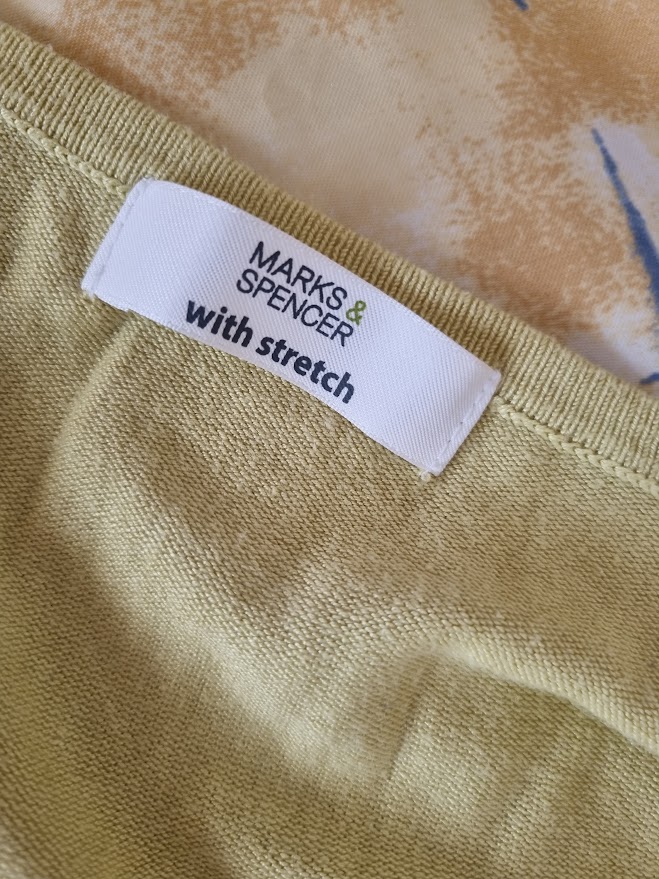 MARKS &
SPENCER
with stretch